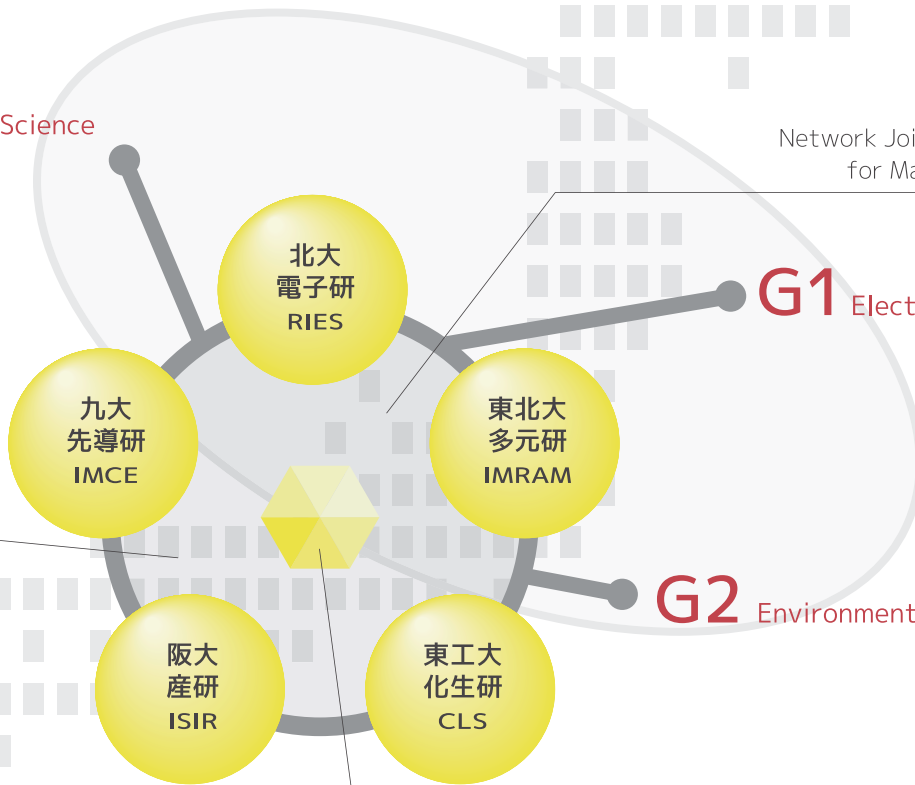 Science
Network Joi
for Ma
北大
電子研
RIES
G1 Elect
九大
先導研
IMCE
東北大
多元研
IMRAM
G2 Environment
阪大
産研
ISIR
東工大
化生研
CLS